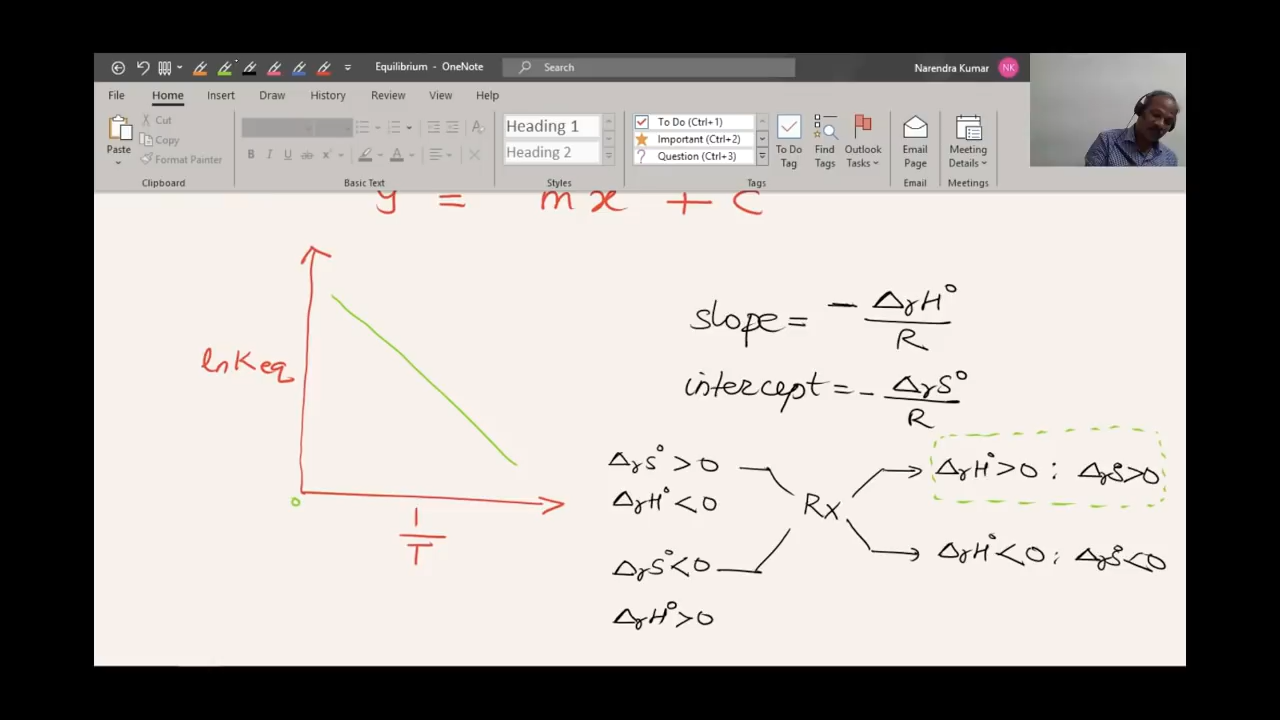 Equilibrium - OneNote
Search
Narendra Kumar NK
File Home Insert Draw History Review View Help
Paste
Cut
Copy
Format Painter
Clipboard
B I U ab x A
Basic Text
Heading 1
Heading 2
Styles
To Do (Ctrl+1)
Important (Ctrl+2)
? Question (Ctrl+3)
To Do Tag
Find Tags
Outlook Tasks
Tags
Email Page
Email
Meeting Details
Meetings
y = mx + c
ln Keq
0
1/T
slope = - ΔrH°/R
intercept = - ΔrS°/R
ΔrS° > 0
ΔrH° < 0
ΔrS° < 0
ΔrH° > 0
Rx
ΔrH° > 0 : ΔrS° > 0
ΔrH° < 0 : ΔrS° < 0